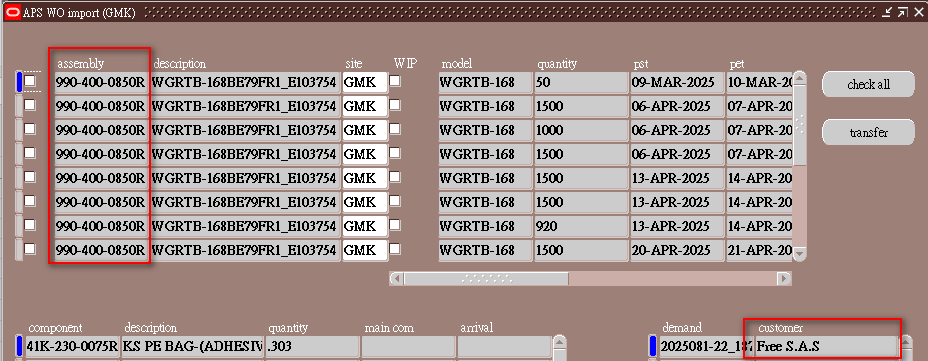 APS WO import (GMK)
assembly description site WIP model quantity pst pet
990-400-0850R WGRTB-168BE79FR1_E103754 GMK WGRTB-168 50 09-MAR-2025 10-MAR-20 check all
990-400-0850R WGRTB-168BE79FR1_E103754 GMK WGRTB-168 1500 06-APR-2025 07-APR-20
990-400-0850R WGRTB-168BE79FR1_E103754 GMK WGRTB-168 1000 06-APR-2025 07-APR-20 transfer
990-400-0850R WGRTB-168BE79FR1_E103754 GMK WGRTB-168 1500 06-APR-2025 07-APR-20
990-400-0850R WGRTB-168BE79FR1_E103754 GMK WGRTB-168 1500 13-APR-2025 14-APR-20
990-400-0850R WGRTB-168BE79FR1_E103754 GMK WGRTB-168 1500 13-APR-2025 14-APR-20
990-400-0850R WGRTB-168BE79FR1_E103754 GMK WGRTB-168 920 13-APR-2025 14-APR-20
990-400-0850R WGRTB-168BE79FR1_E103754 GMK WGRTB-168 1500 20-APR-2025 21-APR-20
component description quantity main com arrival demand customer
41K-230-0075R KS PE BAG-(ADHESIV .303 Free S.A.S